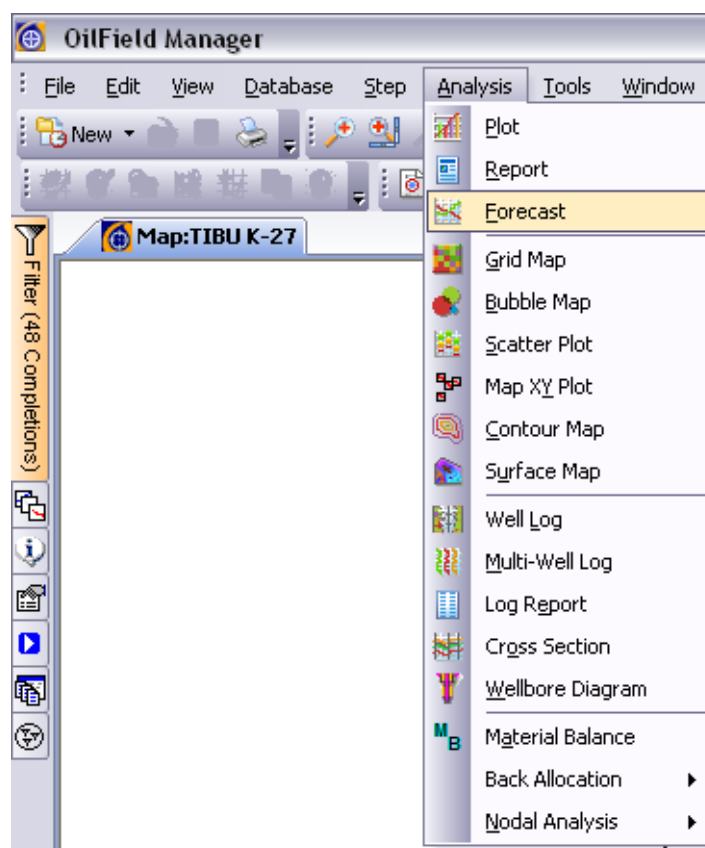 OilField Manager
File Edit View Database Step Analysis Tools Window
New
Map:TIBU K-27
Filter (48 Completions)
Plot
Report
Forecast
Grid Map
Bubble Map
Scatter Plot
Map XY Plot
Contour Map
Surface Map
Well Log
Multi-Well Log
Log Report
Cross Section
Wellbore Diagram
MB Material Balance
Back Allocation
Nodal Analysis